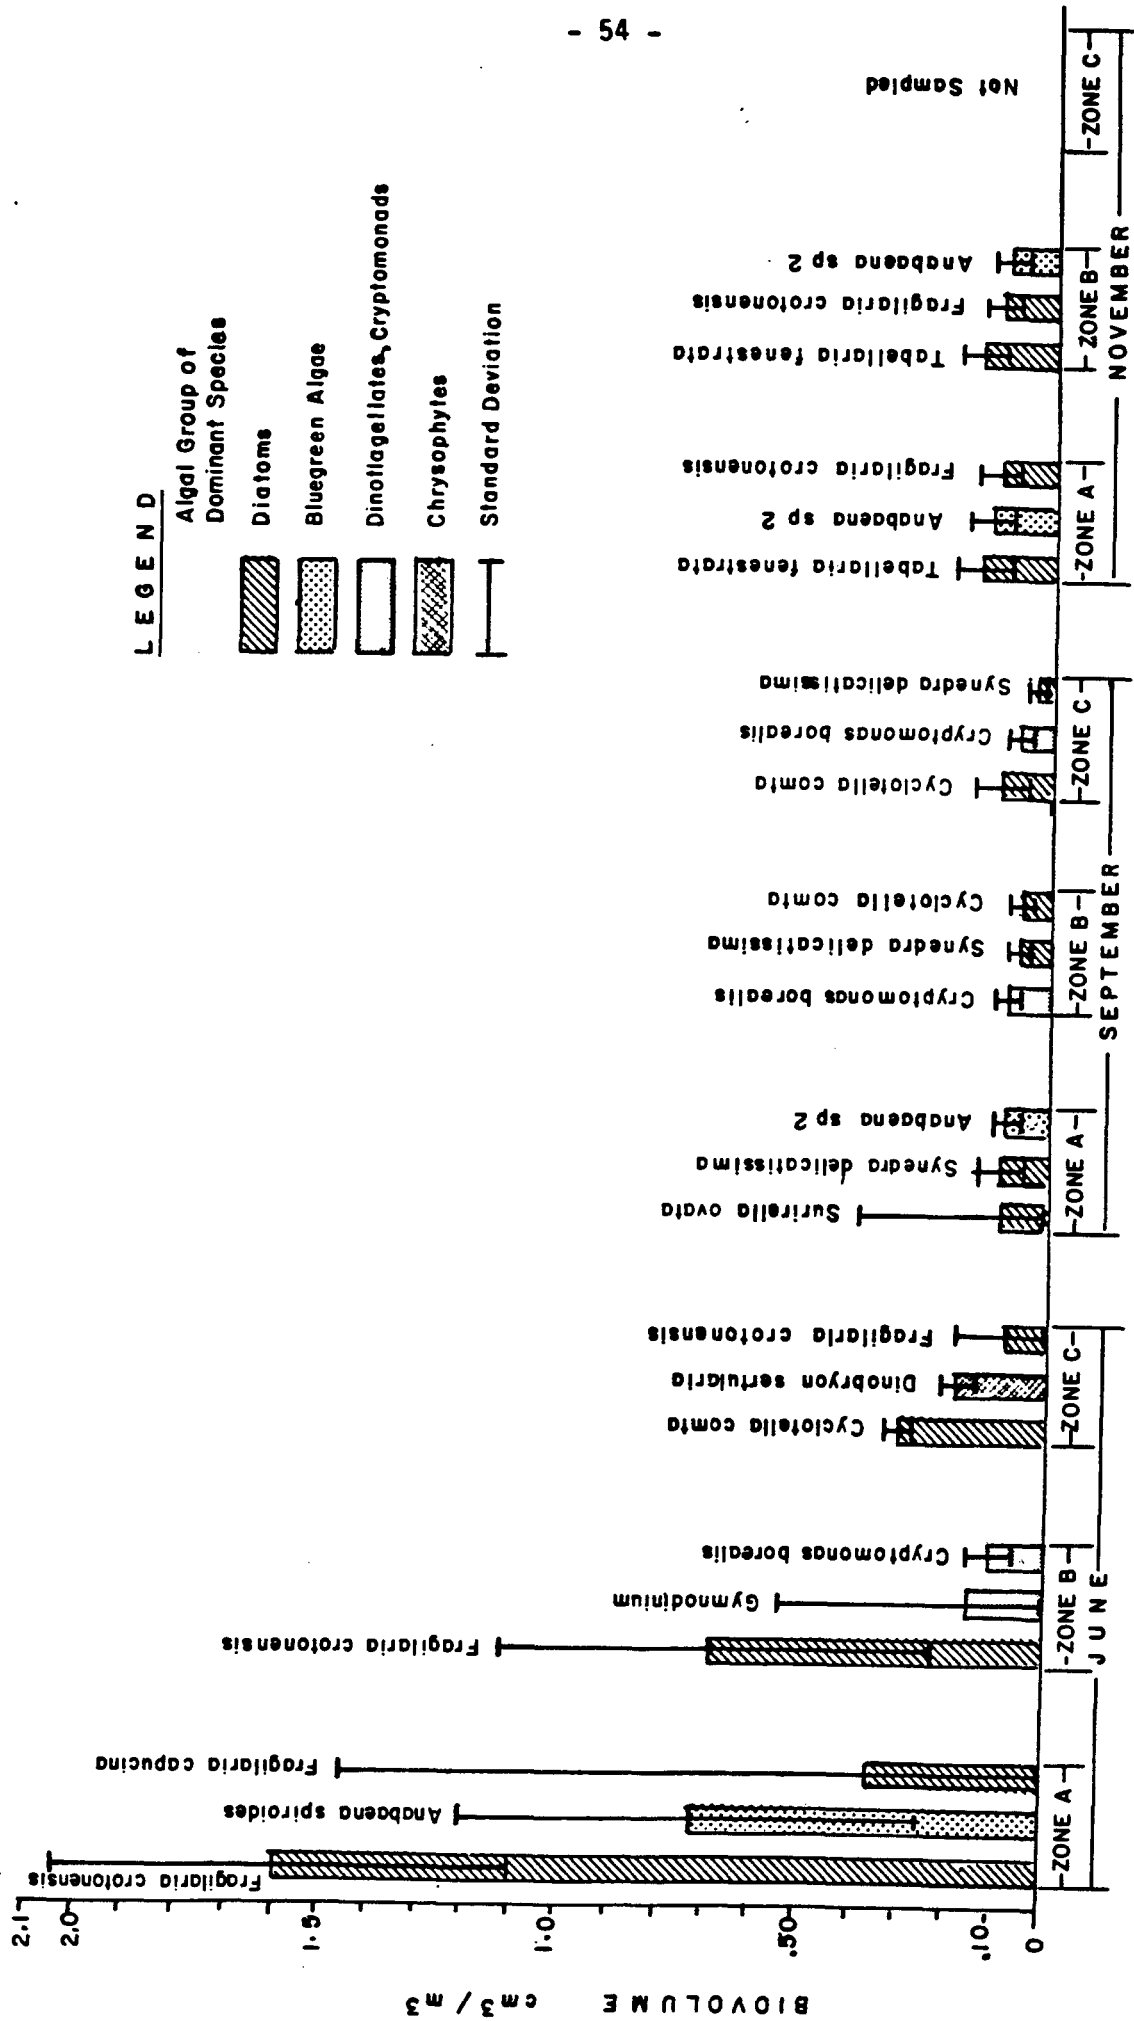 - 54 -
LEGEND
Algal Group of
Dominant Species
Diatoms
Bluegreen Algae
Dinoflagellates, Cryptomonads
Chrysophytes
Standard Deviation
BIOVOLUME cm3/m3
2.1
2.0
1.5
1.0
.50
.10
0
Fragilaria crotonensis
Anabaena spiroides
Fragilaria capucina
ZONE A
Fragilaria crotonensis
Gymnodinium
Cryptomonas borealis
ZONE B
Cyclotella comta
Dinobryon sertularia
Fragilaria crotonensis
ZONE C
JUNE
Surirella ovata
Synedra delicatissima
Anabaena sp 2
ZONE A
Cryptomonas borealis
Synedra delicatissima
Cyclotella comta
ZONE B
Cyclotella comta
Cryptomonas borealis
Synedra delicatissima
ZONE C
SEPTEMBER
Tabellaria fenestrata
Anabaena sp 2
Fragilaria crotonensis
ZONE A
Tabellaria fenestrata
Fragilaria crotonensis
Anabaena sp 2
ZONE B
Not Sampled
ZONE C
NOVEMBER